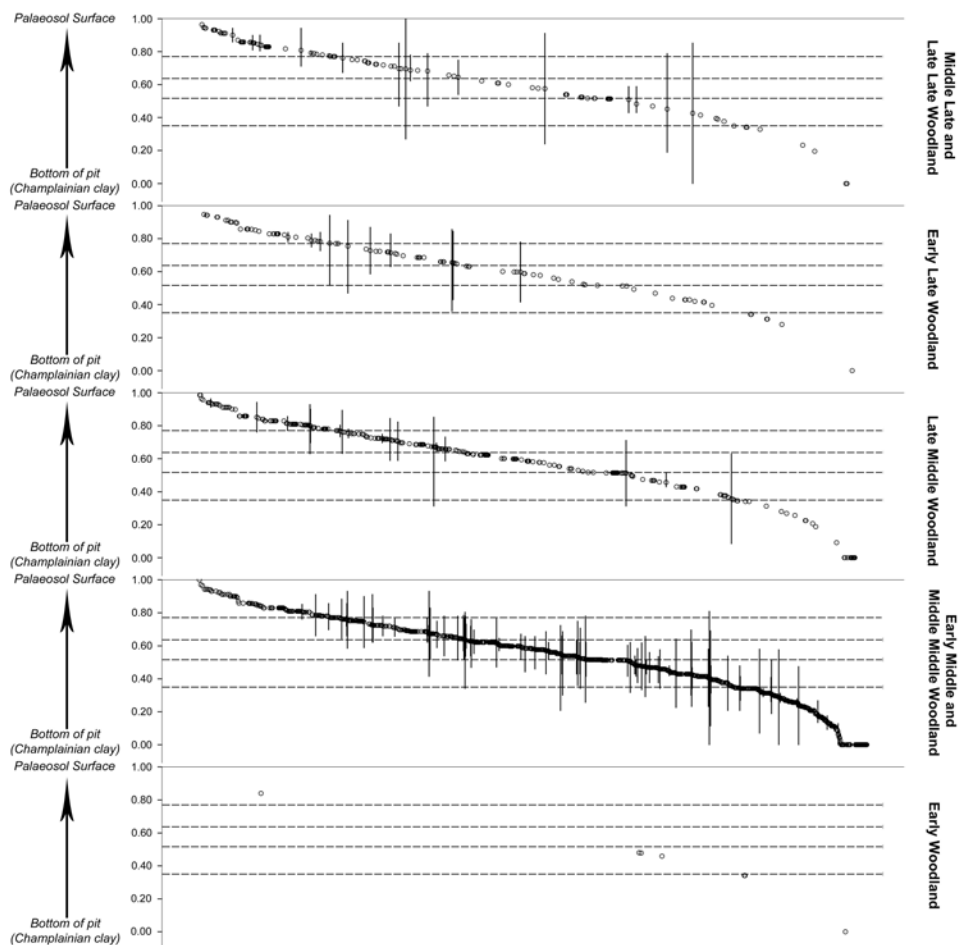 Palaeosol Surface
1.00
0.80
0.60
0.40
0.20
0.00
Bottom of pit
(Champlainian clay)
Middle Late and
Late Late Woodland
Palaeosol Surface
1.00
0.80
0.60
0.40
0.20
0.00
Bottom of pit
(Champlainian clay)
Early Late Woodland
Palaeosol Surface
1.00
0.80
0.60
0.40
0.20
0.00
Bottom of pit
(Champlainian clay)
Late Middle Woodland
Palaeosol Surface
1.00
0.80
0.60
0.40
0.20
0.00
Bottom of pit
(Champlainian clay)
Early Middle and
Middle Middle Woodland
Palaeosol Surface
1.00
0.80
0.60
0.40
0.20
0.00
Bottom of pit
(Champlainian clay)
Early Woodland